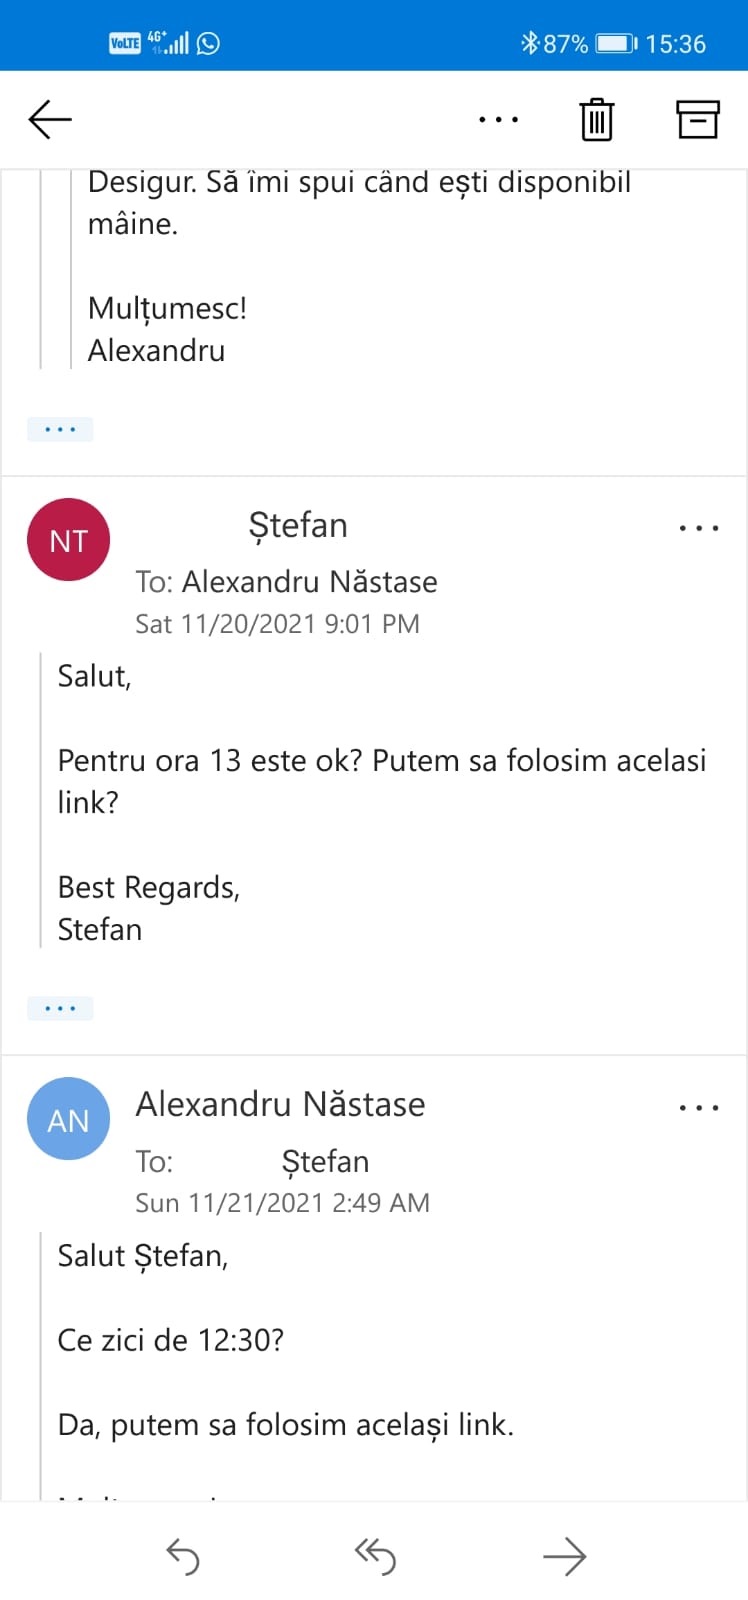 VoLTE 4G+ 87% 15:36
Desigur. Să îmi spui când ești disponibil
mâine.
Mulțumesc!
Alexandru
NT
Ștefan
To: Alexandru Năstase
Sat 11/20/2021 9:01 PM
Salut,
Pentru ora 13 este ok? Putem sa folosim acelasi
link?
Best Regards,
Stefan
AN
Alexandru Năstase
To: Ștefan
Sun 11/21/2021 2:49 AM
Salut Ștefan,
Ce zici de 12:30?
Da, putem sa folosim același link.